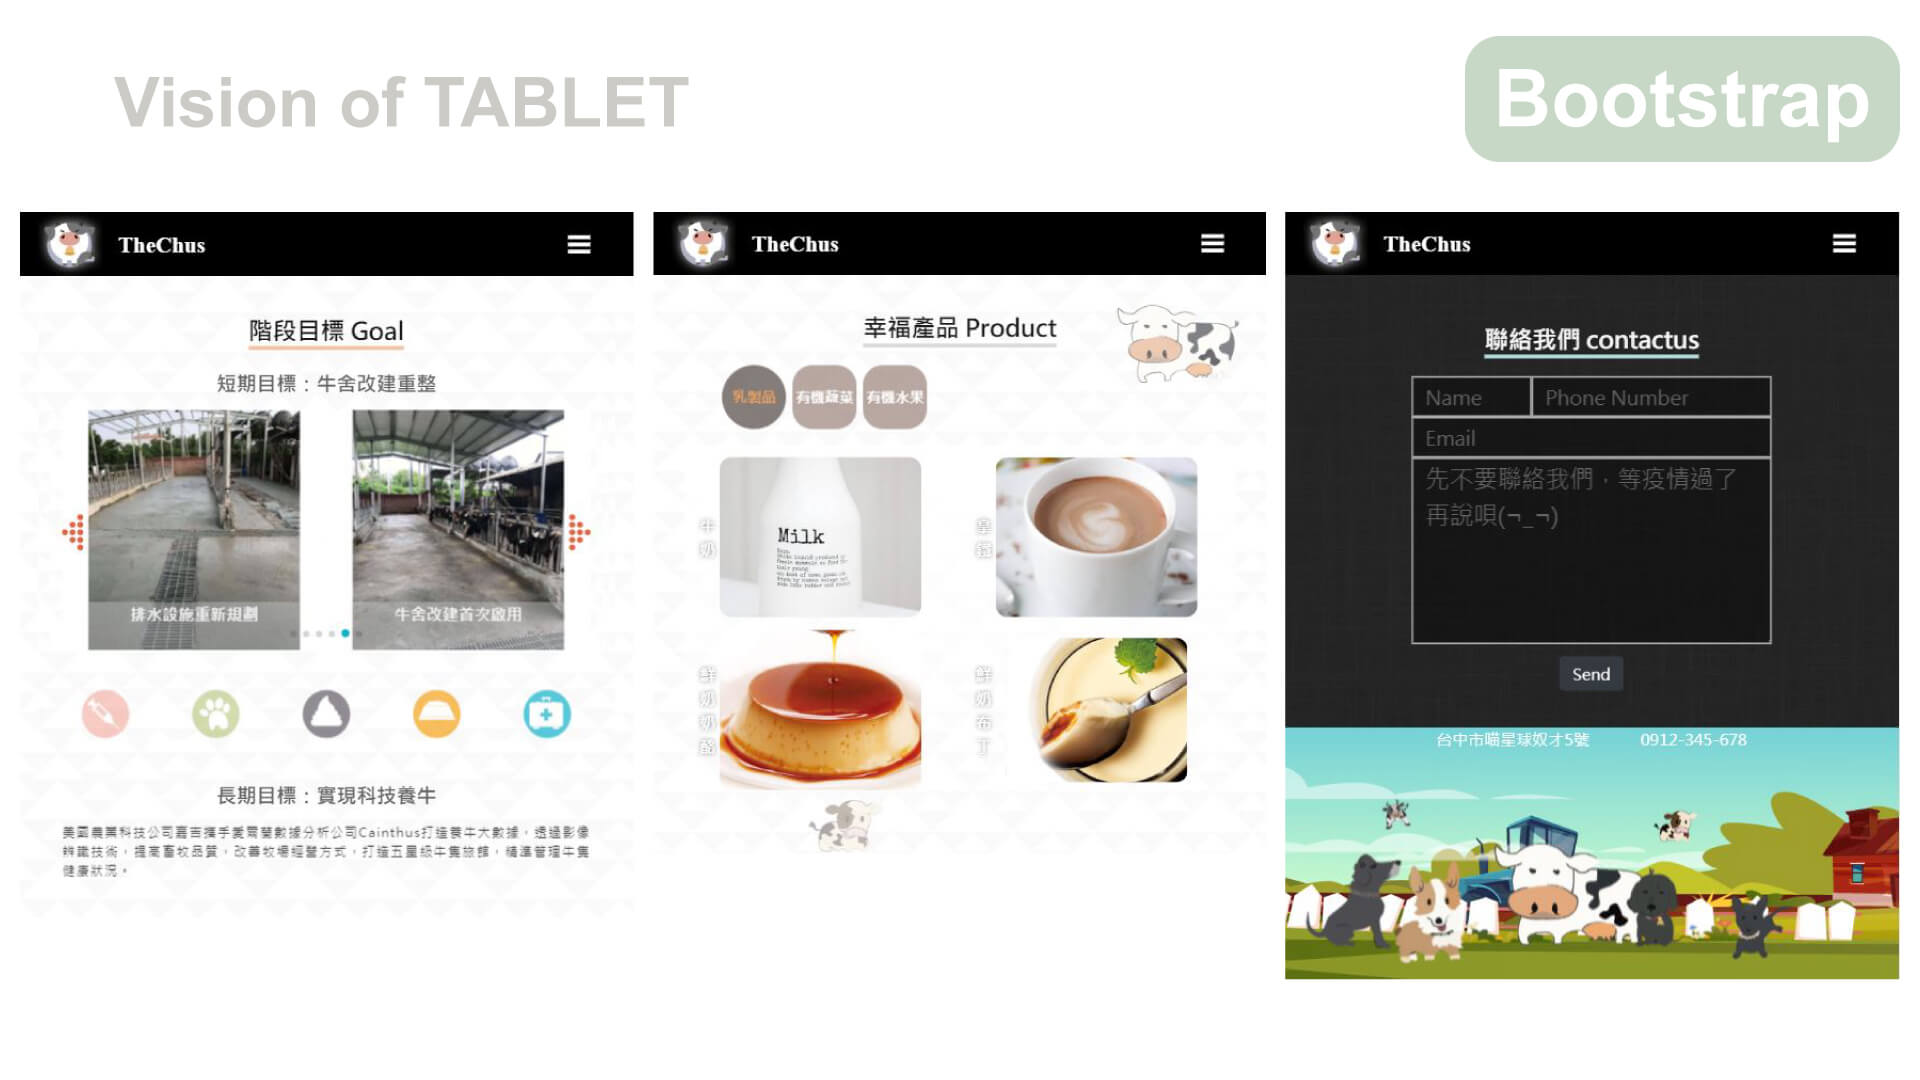 Vision of TABLET
Bootstrap
TheChus
階段目標 Goal
短期目標：牛舍改建重整
排水設施重新規劃
牛舍改建首次啟用
長期目標：實現科技養牛
美國農業科技公司嘉吉攜手愛爾蘭數據分析公司Cainthus打造養牛大數據，透過影像
辨識技術，提高畜牧品質，改善牧場經營方式，打造五星級牛隻旅館，精準管理牛隻
健康狀況。
TheChus
幸福產品 Product
乳製品
有機蔬菜
有機水果
牛奶
Milk
鮮奶奶酪
鮮奶布丁
TheChus
聯絡我們 contactus
Name
Phone Number
Email
先不要聯絡我們，等疫情過了
再說唄(¬_¬)
Send
台中市喵星球奴才5號
0912-345-678